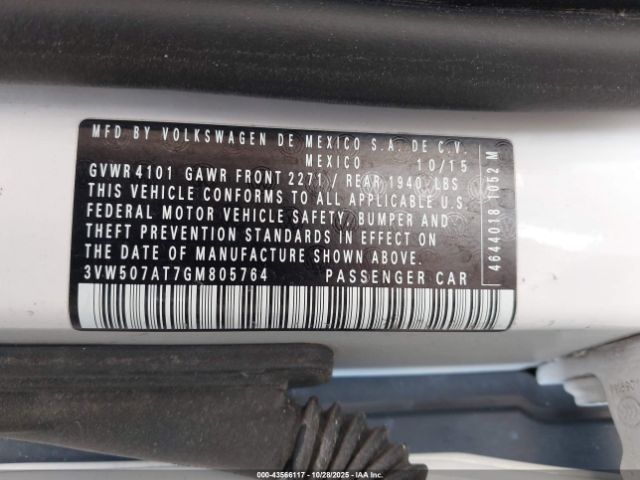 MFD BY VOLKSWAGEN DE MEXICO S.A. DE C.V.
MEXICO 10/15
GVWR 4101 GAWR FRONT 2271 / REAR 1940, LBS
THIS VEHICLE CONFORMS TO ALL APPLICABLE U.S.
FEDERAL MOTOR VEHICLE SAFETY, BUMPER AND
THEFT PREVENTION STANDARDS IN EFFECT ON
THE DATE OF MANUFACTURE SHOWN ABOVE.
3VW507AT7GM805764 PASSENGER CAR
4644018 1052 M
000-43566117 | 10/28/2025 | IAAI.COM